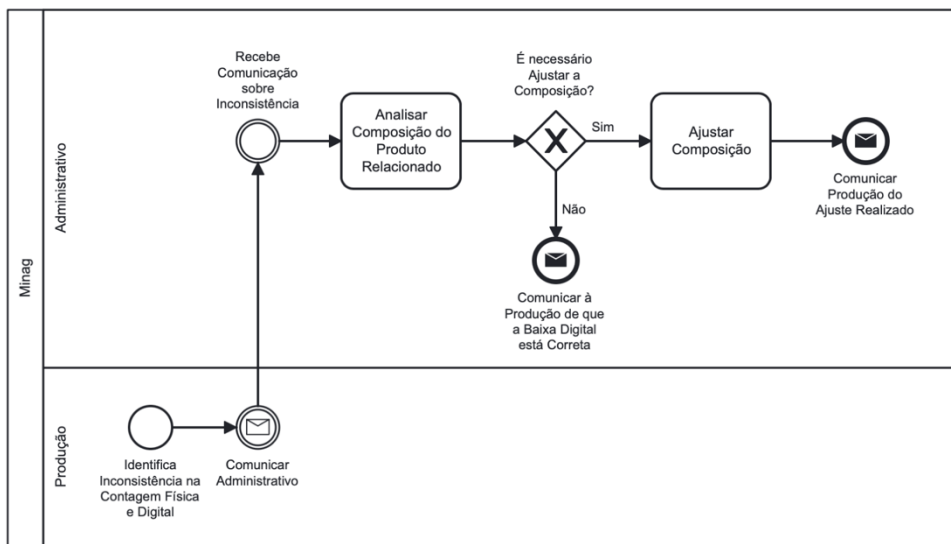 Minag
Administrativo
Recebe
Comunicação
sobre
Inconsistência
Analisar
Composição do
Produto
Relacionado
É necessário
Ajustar a
Composição?
Sim
Ajustar
Composição
Comunicar
Produção do
Ajuste Realizado
Não
Comunicar à
Produção de que
a Baixa Digital
está Correta
Produção
Identifica
Inconsistência na
Contagem Física
e Digital
Comunicar
Administrativo